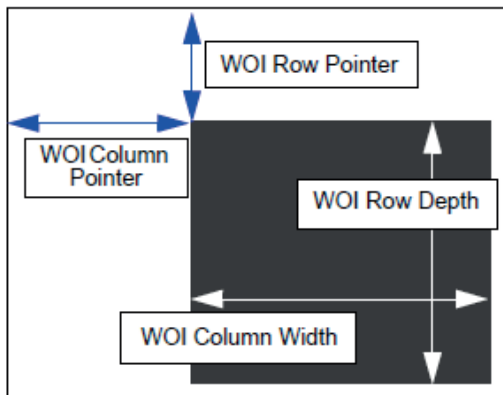 WOI Row Pointer
WOI Column
Pointer
WOI Row Depth
WOI Column Width